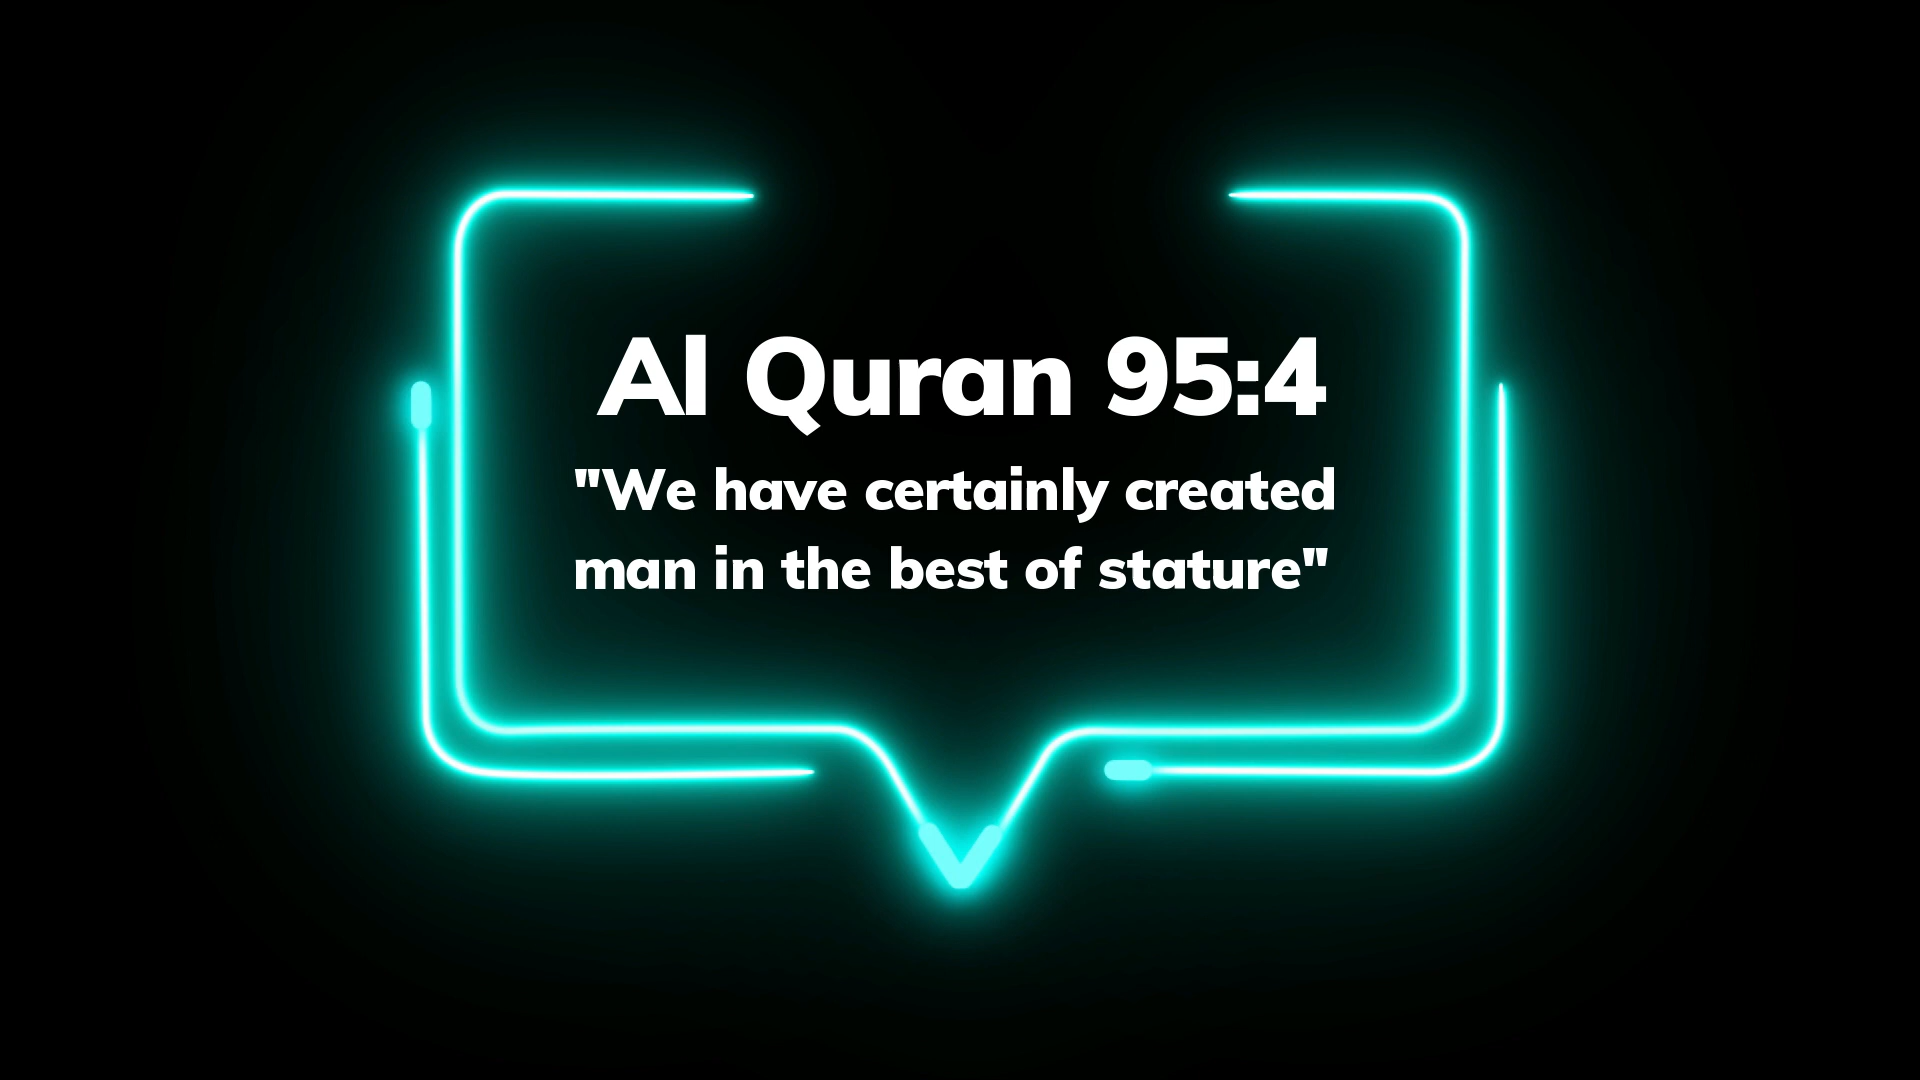 Al Quran 95:4
"We have certainly created
man in the best of stature"